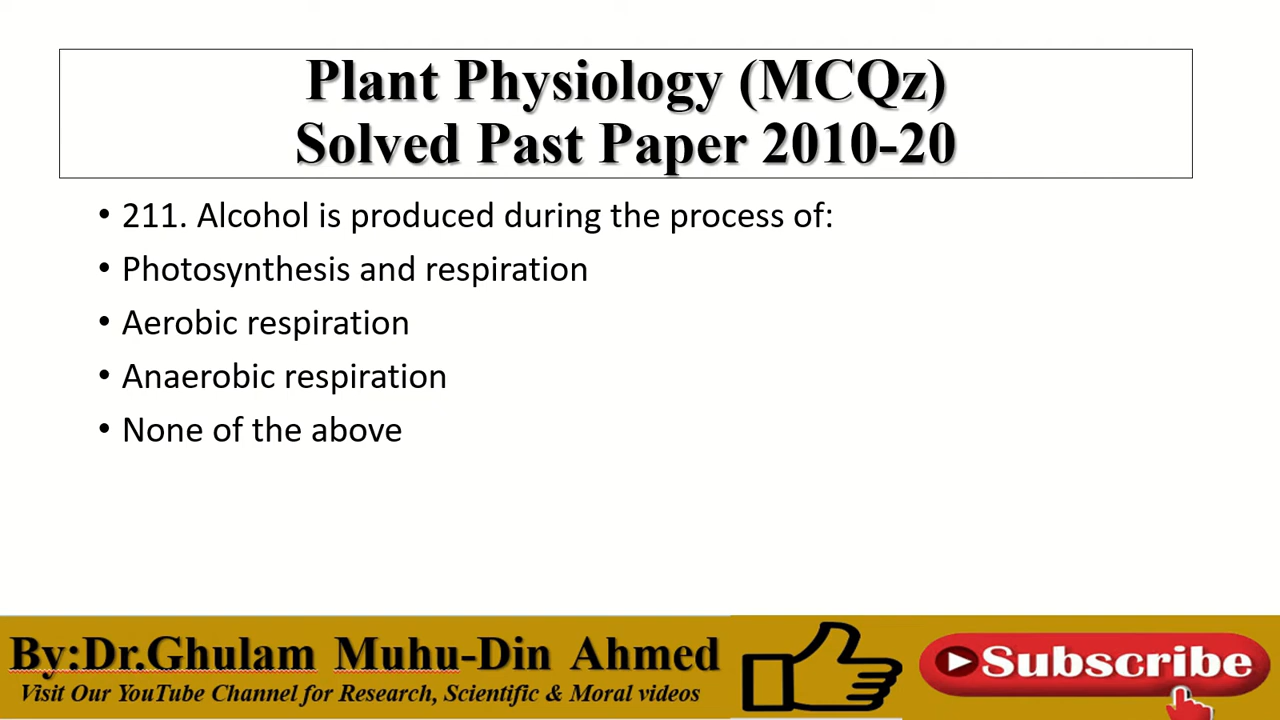 Plant Physiology (MCQz)
Solved Past Paper 2010-20
• 211. Alcohol is produced during the process of:
• Photosynthesis and respiration
• Aerobic respiration
• Anaerobic respiration
• None of the above
By:Dr.Ghulam Muhu-Din Ahmed
Visit Our YouTube Channel for Research, Scientific & Moral videos
Subscribe